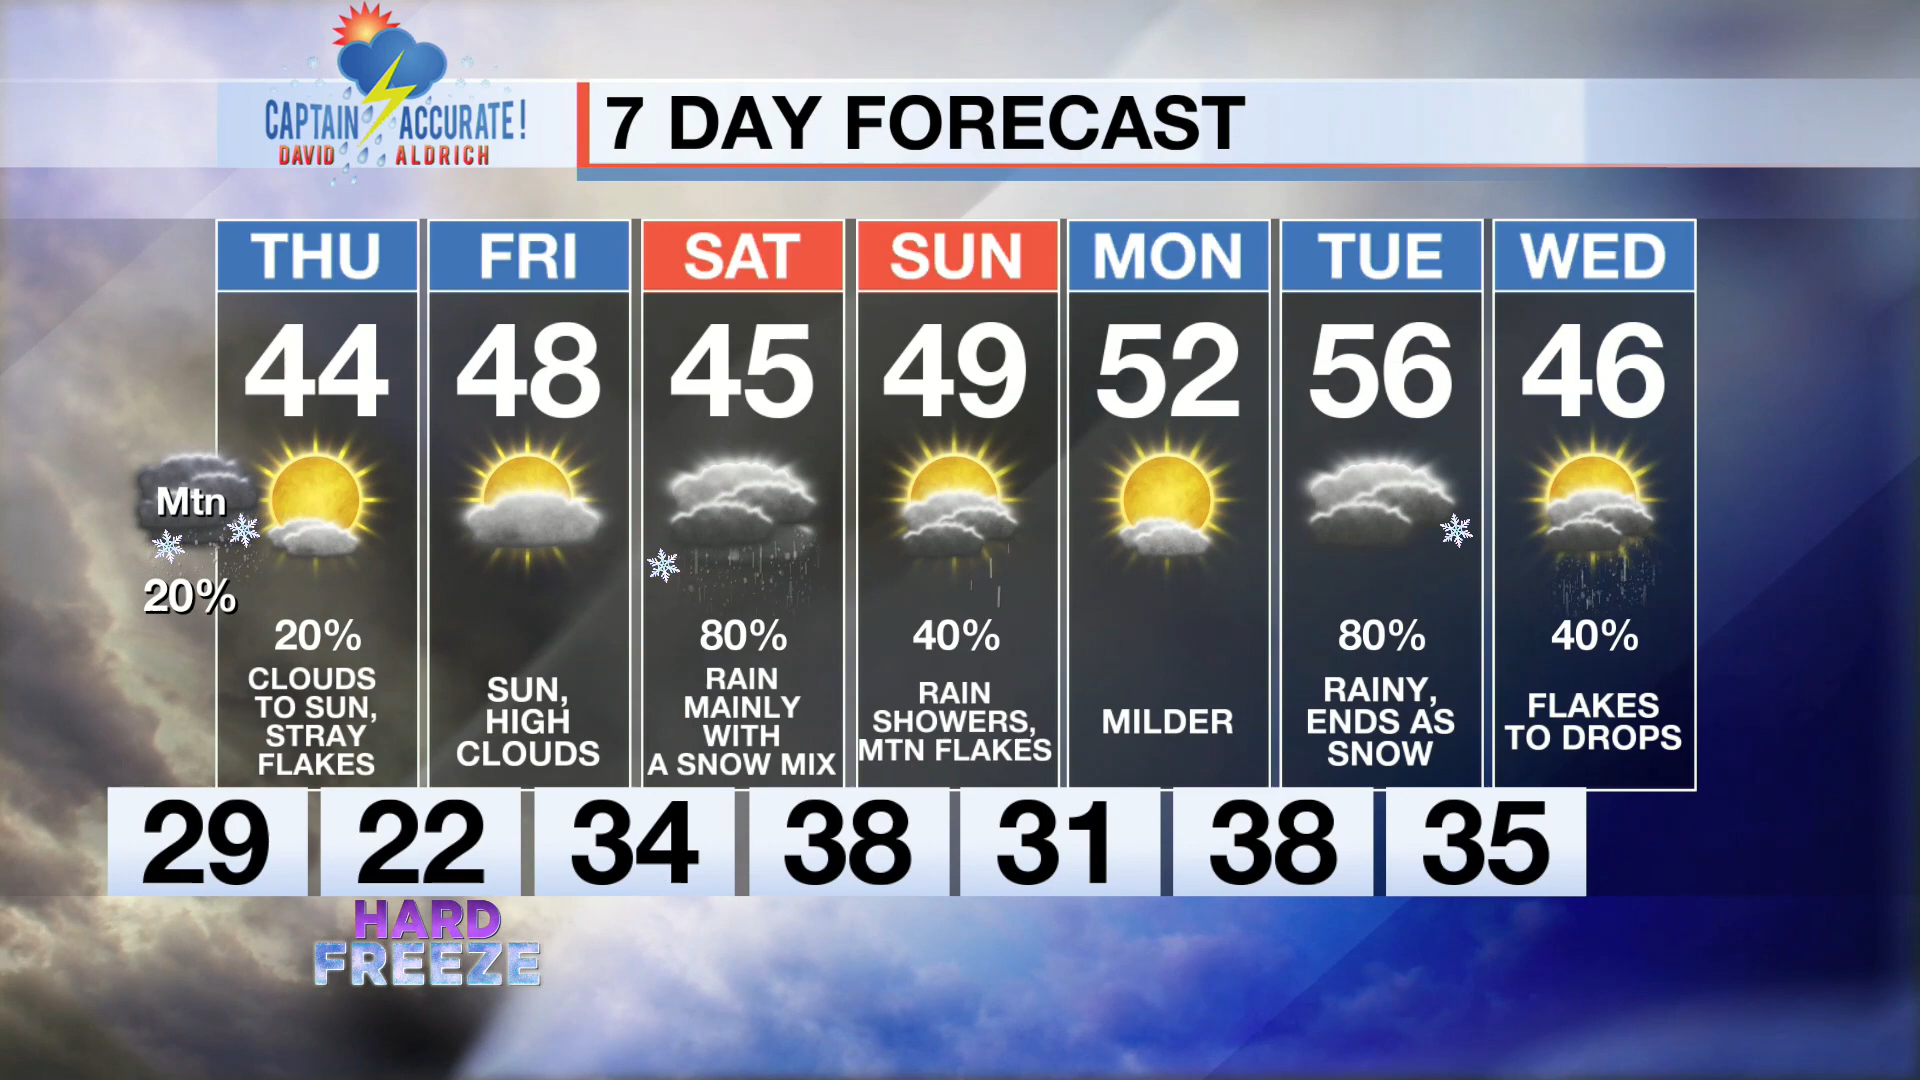 CAPTAIN ACCURATE!
DAVID ALDRICH
7 DAY FORECAST
THU
44
Mtn
20%
20%
CLOUDS
TO SUN,
STRAY
FLAKES
FRI
48
SUN,
HIGH
CLOUDS
SAT
45
80%
RAIN
MAINLY
WITH
A SNOW MIX
SUN
49
40%
RAIN
SHOWERS,
MTN FLAKES
MON
52
MILDER
TUE
56
80%
RAINY,
ENDS AS
SNOW
WED
46
40%
FLAKES
TO DROPS
29
22
34
38
31
38
35
HARD
FREEZE